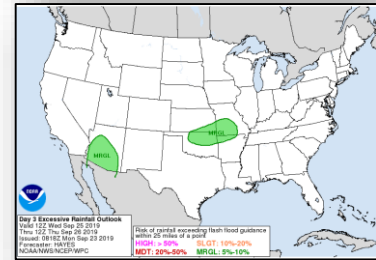 MRGL
MRGL
Day 3 Excessive Rainfall Outlook
Valid 12Z Wed Sep 25 2019
Thru 12Z Thu Sep 26 2019
Issued: 0818Z Mon Sep 23 2019
Forecaster: HAYES
NOAA/NWS/NCEP/WPC
Risk of rainfall exceeding flash flood guidance
within 25 miles of a point
HIGH: > 50% SLGT: 10%-20%
MDT: 20%-50% MRGL: 5%-10%